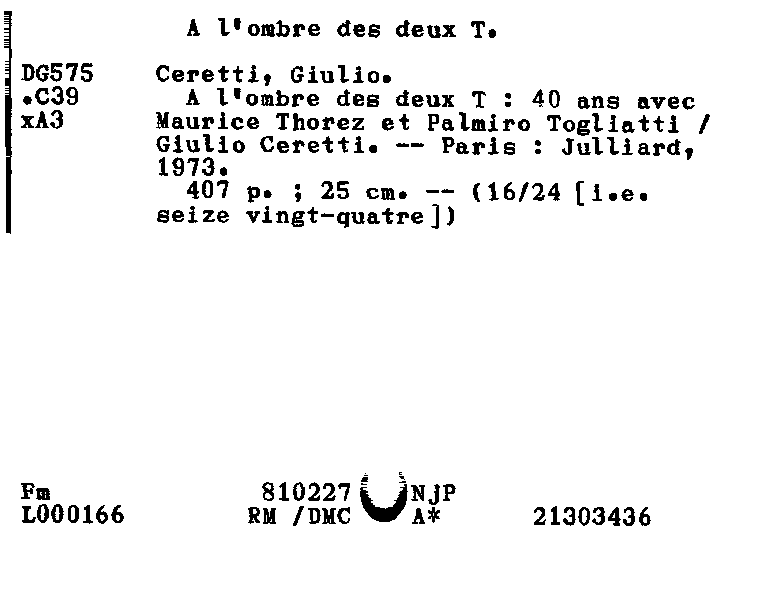 A l'ombre des deux T.
DG575 Ceretti, Giulio.
.C39 A l'ombre des deux T : 40 ans avec
xA3 Maurice Thorez et Palmiro Togliatti /
Giulio Ceretti. -- Paris : Julliard,
1973.
407 p. ; 25 cm. -- (16/24 [i.e.
seize vingt-quatre])
Fm 810227 NJP
L000166 RM /DMC A* 21303436